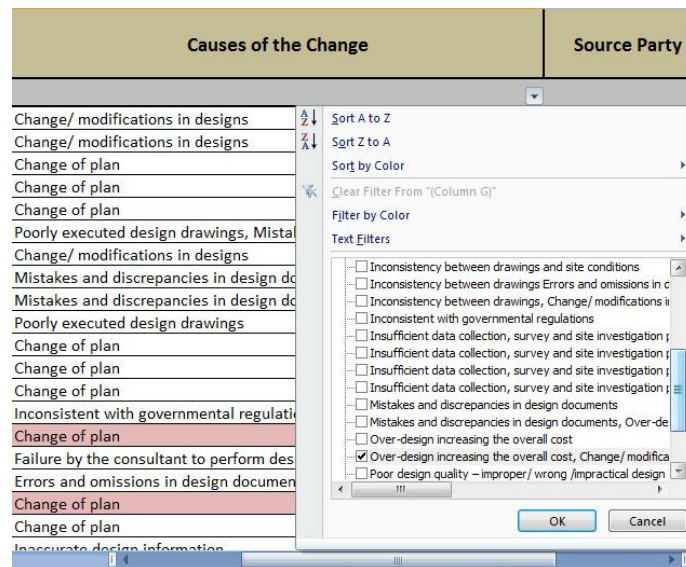 Causes of the Change
Source Party
Change/ modifications in designs
Change/ modifications in designs
Change of plan
Change of plan
Change of plan
Poorly executed design drawings, Mistal
Change/ modifications in designs
Mistakes and discrepancies in design do
Mistakes and discrepancies in design do
Poorly executed design drawings
Change of plan
Change of plan
Change of plan
Inconsistent with governmental regulati
Change of plan
Failure by the consultant to perform des
Errors and omissions in design documen
Change of plan
Change of plan
Inaccurate design information
Sort A to Z
Sort Z to A
Sort by Color
Clear Filter From "(Column G)"
Filter by Color
Text Filters
Inconsistency between drawings and site conditions
Inconsistency between drawings Errors and omissions in d
Inconsistency between drawings, Change/ modifications i
Inconsistent with governmental regulations
Insufficient data collection, survey and site investigation p
Insufficient data collection, survey and site investigation p
Insufficient data collection, survey and site investigation p
Insufficient data collection, survey and site investigation p
Mistakes and discrepancies in design documents
Mistakes and discrepancies in design documents, Over-de
Over-design increasing the overall cost
Over-design increasing the overall cost, Change/ modifica
Poor design quality – improper/ wrong /impractical design
OK
Cancel